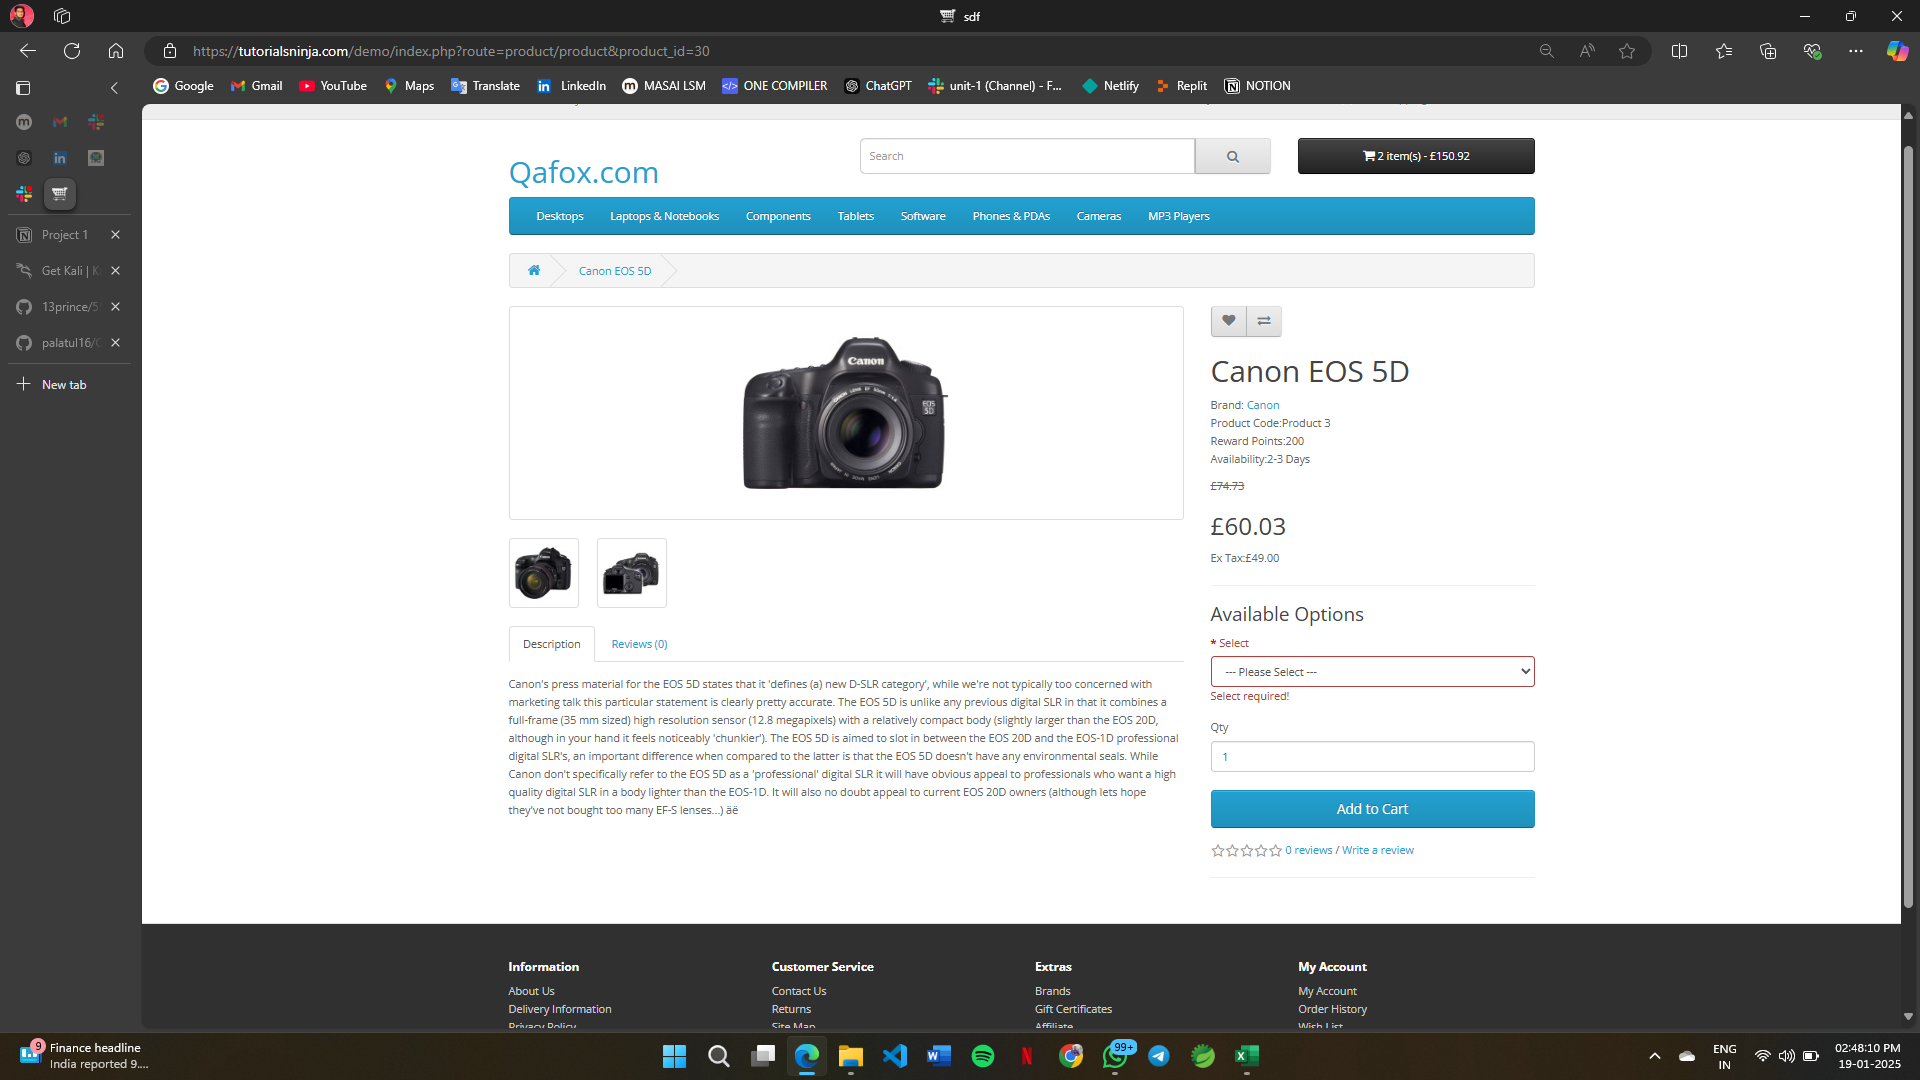 sdf
https://tutorialsninja.com/demo/index.php?route=product/product&product_id=30
Google
Gmail
YouTube
Maps
Translate
LinkedIn
MASAI LSM
ONE COMPILER
ChatGPT
unit-1 (Channel) - F...
Netlify
Replit
NOTION
Project 1
Get Kali | K
13prince/5
palatul16/
New tab
Qafox.com
Search
2 item(s) - £150.92
Desktops
Laptops & Notebooks
Components
Tablets
Software
Phones & PDAs
Cameras
MP3 Players
Canon EOS 5D
Canon
EOS
5D
Canon EOS 5D
Brand: Canon
Product Code:Product 3
Reward Points:200
Availability:2-3 Days
£74.73
£60.03
Ex Tax:£49.00
Available Options
* Select
--- Please Select ---
Select required!
Qty
1
Add to Cart
0 reviews / Write a review
Description
Reviews (0)
Canon's press material for the EOS 5D states that it 'defines (a) new D-SLR category', while we're not typically too concerned with
marketing talk this particular statement is clearly pretty accurate. The EOS 5D is unlike any previous digital SLR in that it combines a
full-frame (35 mm sized) high resolution sensor (12.8 megapixels) with a relatively compact body (slightly larger than the EOS 20D,
although in your hand it feels noticeably 'chunkier'). The EOS 5D is aimed to slot in between the EOS 20D and the EOS-1D professional
digital SLR's, an important difference when compared to the latter is that the EOS 5D doesn't have any environmental seals. While
Canon don't specifically refer to the EOS 5D as a 'professional' digital SLR it will have obvious appeal to professionals who want a high
quality digital SLR in a body lighter than the EOS-1D. It will also no doubt appeal to current EOS 20D owners (although lets hope
they've not bought too many EF-S lenses...) äë
Information
About Us
Delivery Information
Privacy Policy
Customer Service
Contact Us
Returns
Site Map
Extras
Brands
Gift Certificates
Affiliate
My Account
My Account
Order History
Wish List
9
Finance headline
India reported 9....
99+
ENG
IN
02:48:10 PM
19-01-2025